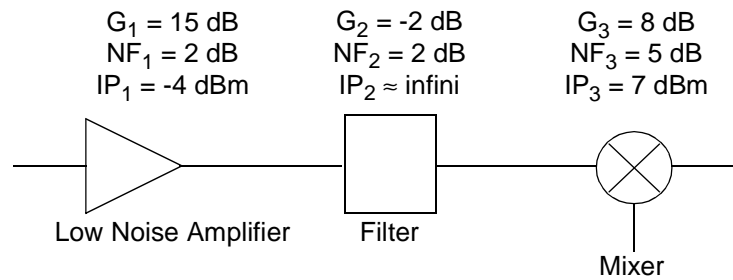 G1 = 15 dB
NF1 = 2 dB
IP1 = -4 dBm
G2 = -2 dB
NF2 = 2 dB
IP2 ≈ infini
G3 = 8 dB
NF3 = 5 dB
IP3 = 7 dBm
Low Noise Amplifier
Filter
Mixer